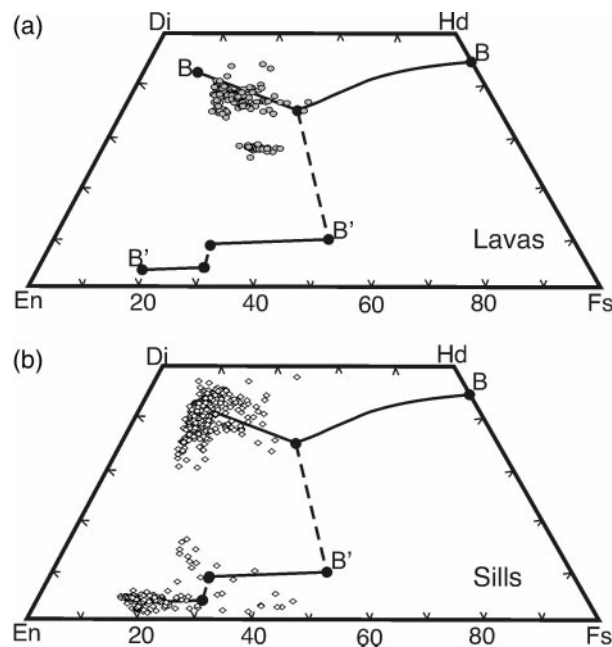 (a)
Di Hd
B B
B' B'
Lavas
En 20 40 60 80 Fs
(b)
Di Hd
B
B'
Sills
En 20 40 60 80 Fs